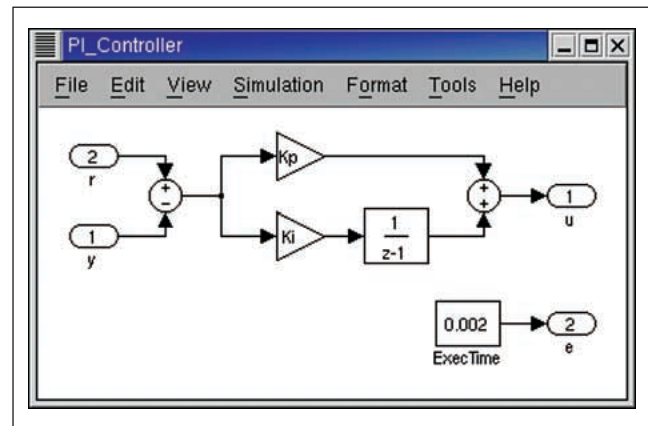 PI_Controller
File Edit View Simulation Format Tools Help
2
r
Kp
+
−
+
+
1
u
1
y
Ki
1
z-1
0.002
ExecTime
2
e